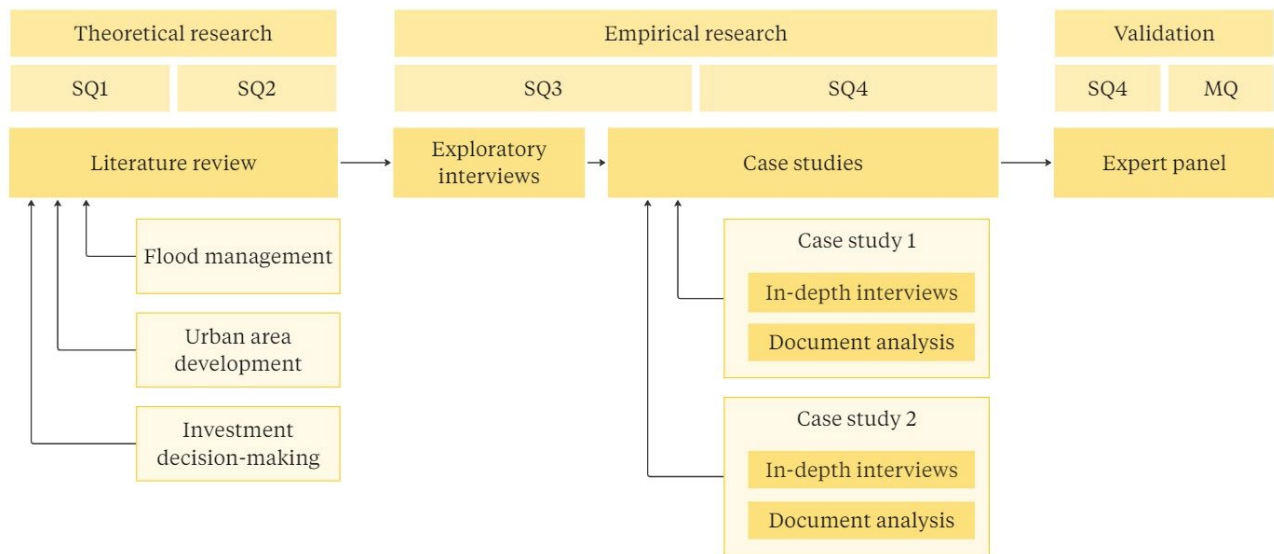 Theoretical research
Empirical research
Validation
SQ1
SQ2
SQ3
SQ4
SQ4
MQ
Literature review
Exploratory
interviews
Case studies
Expert panel
Flood management
Urban area
development
Investment
decision-making
Case study 1
In-depth interviews
Document analysis
Case study 2
In-depth interviews
Document analysis